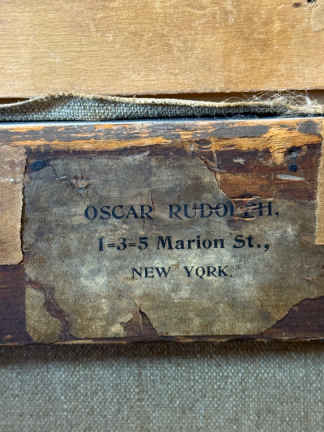 OSCAR RUDOLPH,
1=3=5 Marion St.,
NEW YORK.